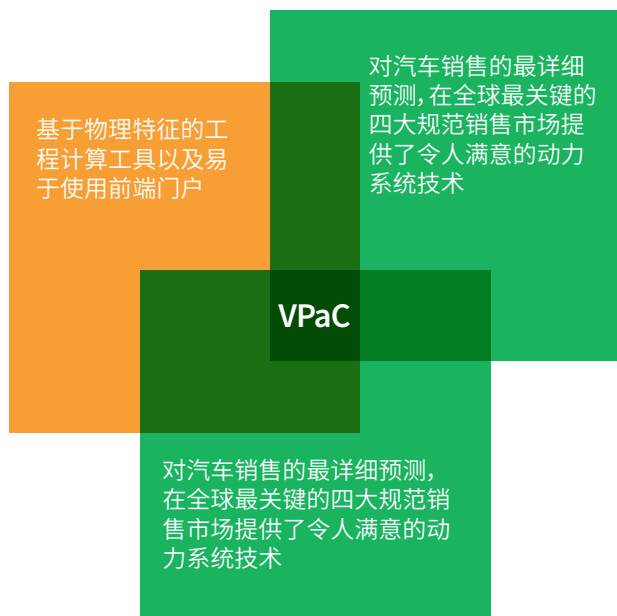 基于物理特征的工
程计算工具以及易
于使用前端门户
对汽车销售的最详细
预测，在全球最关键的
四大规范销售市场提
供了令人满意的动力
系统技术
VPaC
对汽车销售的最详细预测，
在全球最关键的四大规范销
售市场提供了令人满意的动
力系统技术